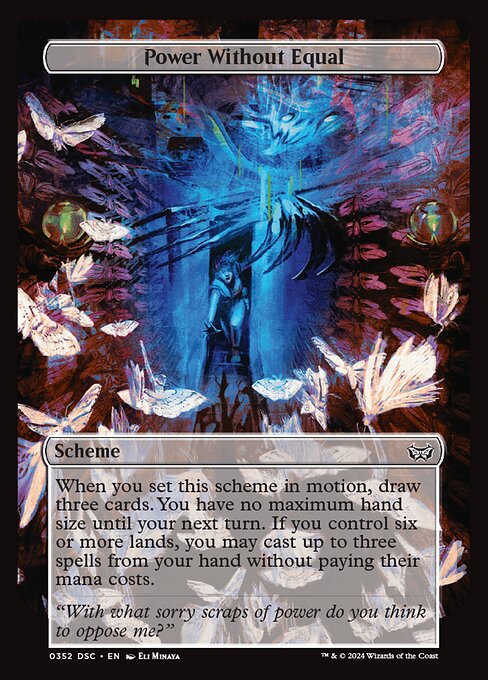 Power Without Equal
Scheme
When you set this scheme in motion, draw
three cards. You have no maximum hand
size until your next turn. If you control six
or more lands, you may cast up to three
spells from your hand without paying their
mana costs.
“With what sorry scraps of power do you think
to oppose me?”
0352 DSC • EN Eli Minaya
™ & © 2024 Wizards of the Coast